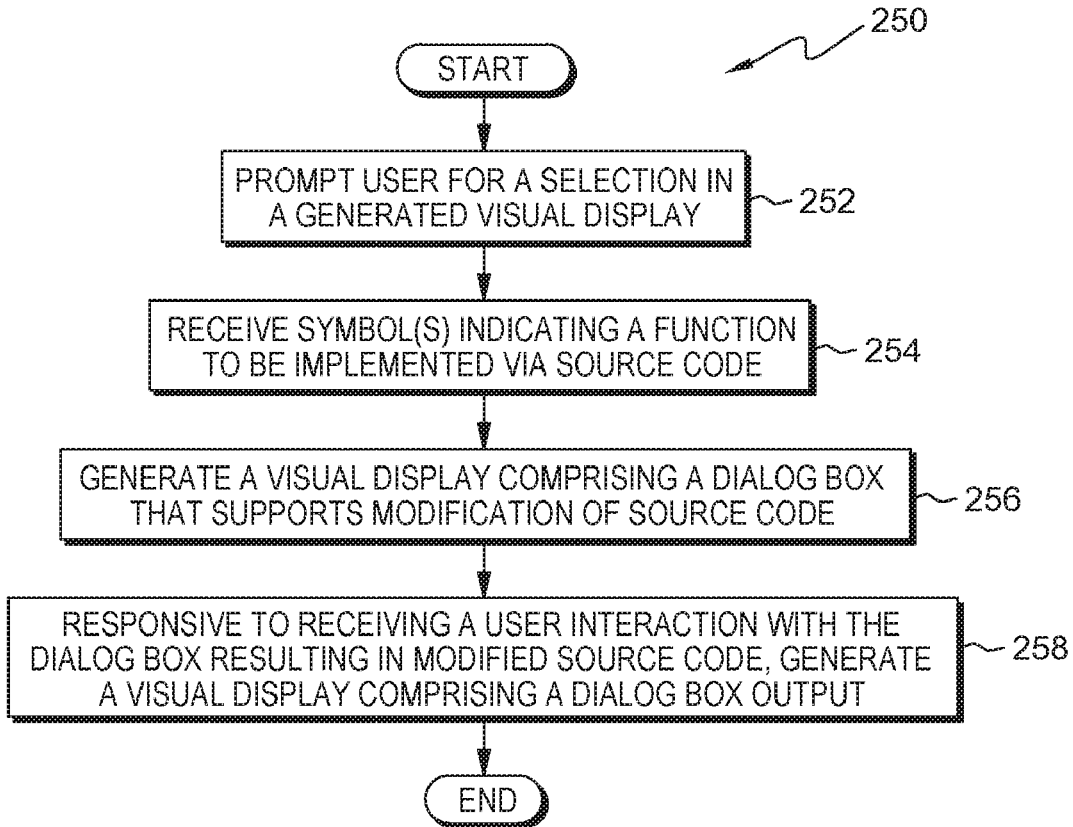 250
START
PROMPT USER FOR A SELECTION IN
A GENERATED VISUAL DISPLAY
252
RECEIVE SYMBOL(S) INDICATING A FUNCTION
TO BE IMPLEMENTED VIA SOURCE CODE
254
GENERATE A VISUAL DISPLAY COMPRISING A DIALOG BOX
THAT SUPPORTS MODIFICATION OF SOURCE CODE
256
RESPONSIVE TO RECEIVING A USER INTERACTION WITH THE
DIALOG BOX RESULTING IN MODIFIED SOURCE CODE, GENERATE
A VISUAL DISPLAY COMPRISING A DIALOG BOX OUTPUT
258
END